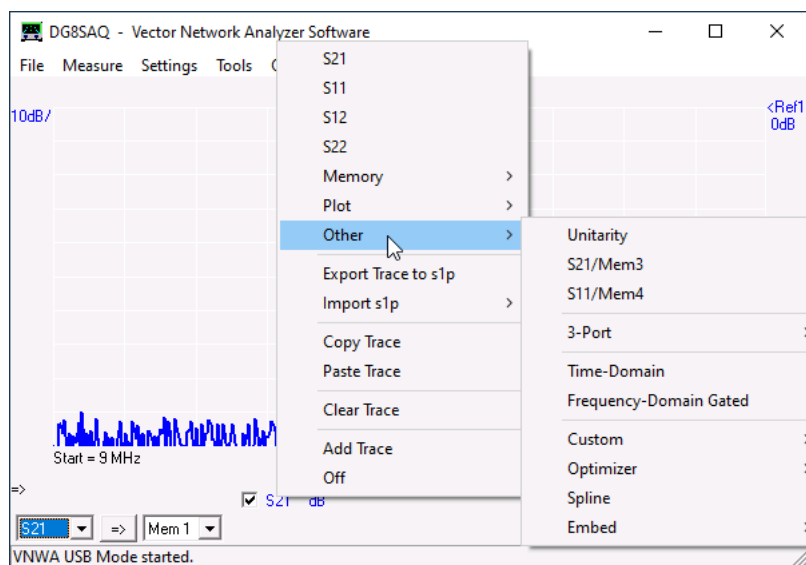 DG8SAQ - Vector Network Analyzer Software
File Measure Settings Tools
10dB/
<Ref1
0dB
S21
S11
S12
S22
Memory
Plot
Other
Export Trace to s1p
Import s1p
Copy Trace
Paste Trace
Clear Trace
Add Trace
Off
Unitarity
S21/Mem3
S11/Mem4
3-Port
Time-Domain
Frequency-Domain Gated
Custom
Optimizer
Spline
Embed
Start = 9 MHz
=>
S21 dB
S21 => Mem 1
VNWA USB Mode started.